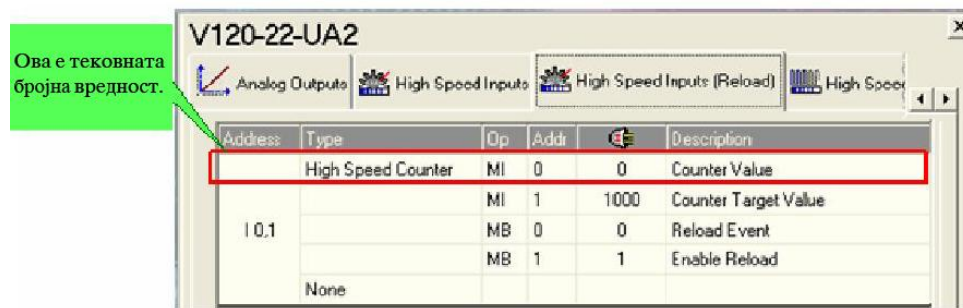 V120-22-UA2
Ова е тековната
бројна вредност.
Analog Outputs High Speed Inputs High Speed Inputs (Reload) High Speed
Address Type Op Addr Description
High Speed Counter MI 0 0 Counter Value
MI 1 1000 Counter Target Value
I 0,1 MB 0 0 Reload Event
MB 1 1 Enable Reload
None